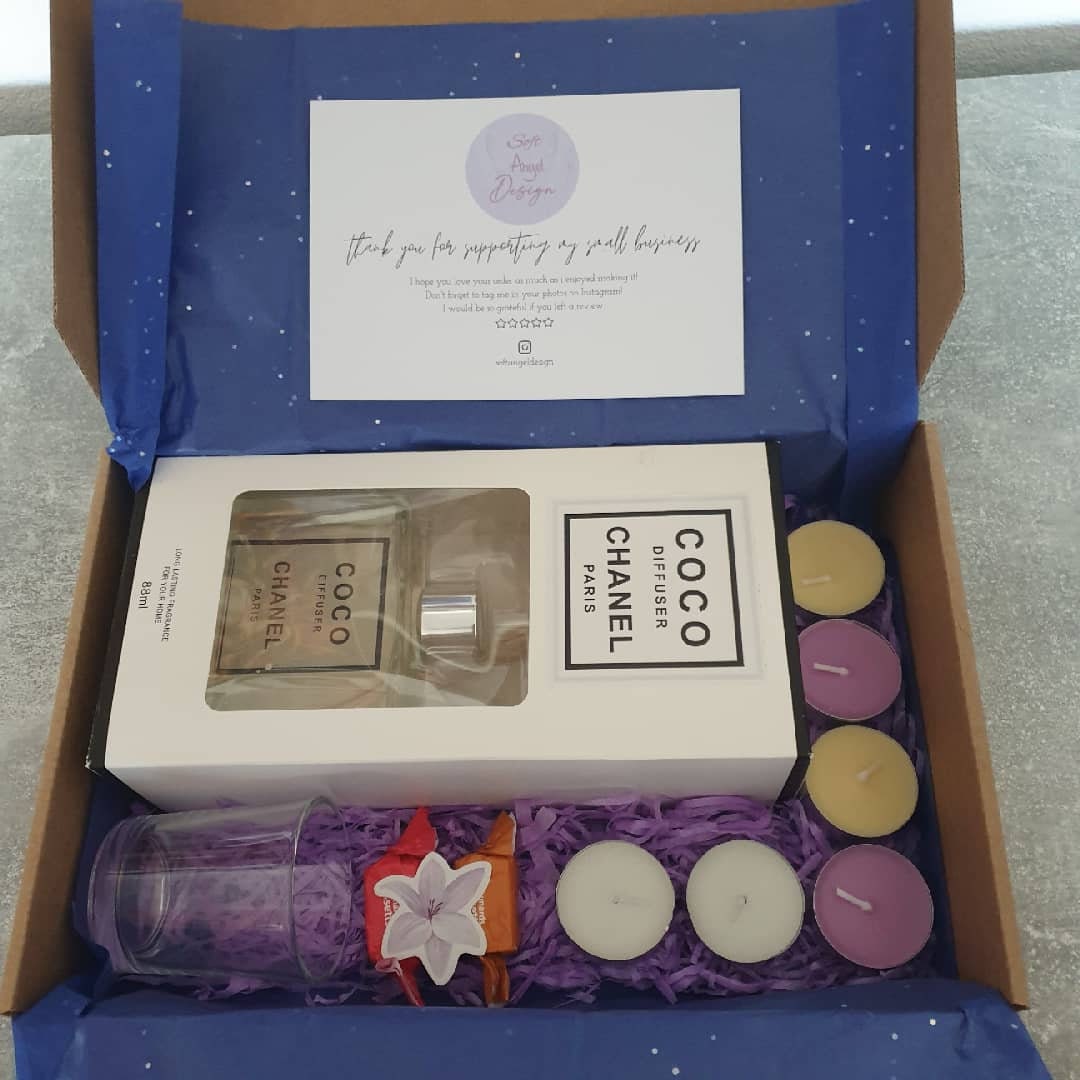 Soft
Angel
Design
thank you for supporting my small business
I hope you love your order as much as i enjoyed making it!
Don't forget to tag me in your photos on Instagram!
I would be so grateful if you left a review
softangeldesign
COCO
DIFFUSER
CHANEL
PARIS
COCO
DIFFUSER
CHANEL
PARIS
LONG LASTING FRAGRANCE
FOR YOUR HOME
88ml